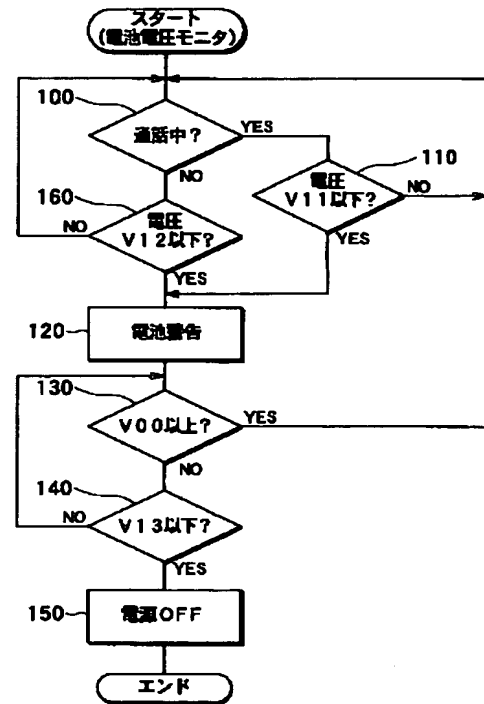 スタート
(電池電圧モニタ)
100
通話中?
YES
NO
110
電圧
V11以下?
NO
YES
160
電圧
V12以下?
NO
YES
120
電池警告
130
V00以上?
YES
NO
140
V13以下?
NO
YES
150
電源OFF
エンド